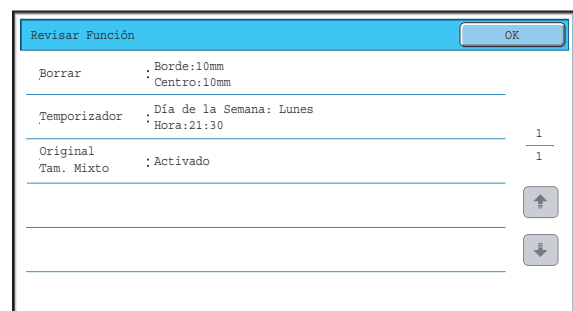 Revisar Función
OK
Borrar : Borde:10mm
Centro:10mm
Temporizador : Día de la Semana: Lunes
Hora:21:30
Original
Tam. Mixto : Activado
1
1